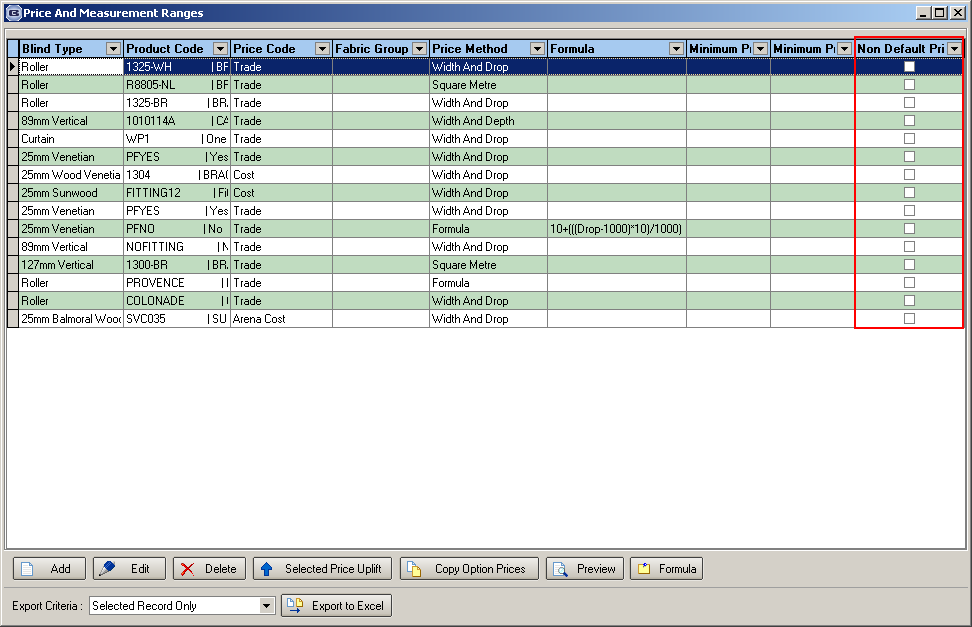 Price And Measurement Ranges
Blind Type Product Code Price Code Fabric Group Price Method Formula Minimum Pr Minimum Pr Non Default Pri
Roller 1325-WH | BF Trade Width And Drop
Roller R8805-NL | BF Trade Square Metre
Roller 1325-BR | BR Trade Width And Drop
89mm Vertical 1010114A | CA Trade Width And Depth
Curtain WP1 | One Trade Width And Drop
25mm Venetian PFYES | Yes Trade Width And Drop
25mm Wood Venetia 1304 | BRA Cost Width And Drop
25mm Sunwood FITTING12 | Fi Cost Width And Drop
25mm Venetian PFYES | Yes Trade Width And Drop
25mm Venetian PFNO | No Trade Formula 10+(((Drop-1000)*10)/1000)
89mm Vertical NOFITTING | N Trade Width And Drop
127mm Vertical 1300-BR | BR Trade Square Metre
Roller PROVENCE | Trade Formula
Roller COLONADE | Trade Width And Drop
25mm Balmoral Wood SVC035 | SU Arena Cost Width And Drop
Add Edit Delete Selected Price Uplift Copy Option Prices Preview Formula
Export Criteria : Selected Record Only Export to Excel